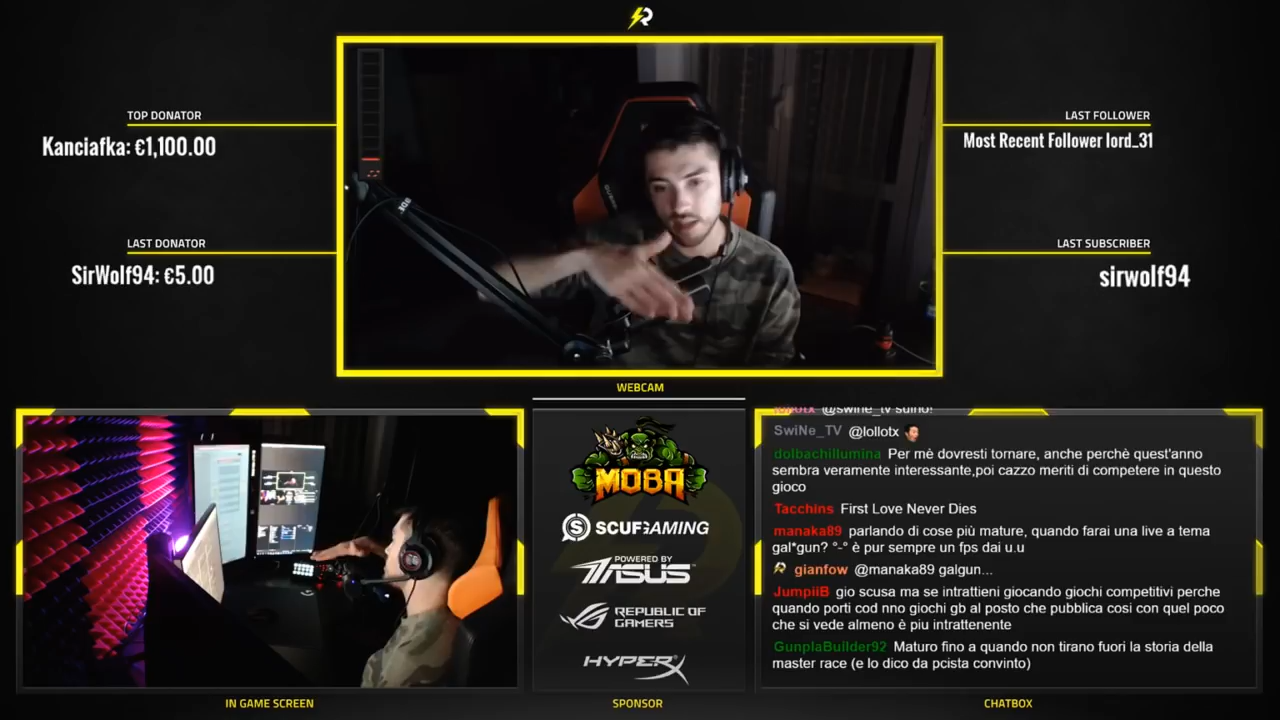 TOP DONATOR
Kanciafka: €1,100.00
LAST DONATOR
SirWolf94: €5.00
WEBCAM
LAST FOLLOWER
Most Recent Follower lord_31
LAST SUBSCRIBER
sirwolf94
IN GAME SCREEN
MOBA
SCUFGAMING
POWERED BY
ASUS
REPUBLIC OF
GAMERS
HYPERX
SPONSOR
lollotx @swine_tv suino!
SwiNe_TV @lollotx
dolbachillumina Per mè dovresti tornare, anche perchè quest'anno
sembra veramente interessante,poi cazzo meriti di competere in questo
gioco
Tacchins First Love Never Dies
manaka89 parlando di cose più mature, quando farai una live a tema
gal*gun? °-° è pur sempre un fps dai u.u
gianfow @manaka89 galgun...
JumpiiB gio scusa ma se intrattieni giocando giochi competitivi perche
quando porti cod nno giochi gb al posto che pubblica cosi con quel poco
che si vede almeno è piu intrattenente
GunplaBuilder92 Maturo fino a quando non tirano fuori la storia della
master race (e lo dico da pcista convinto)
CHATBOX